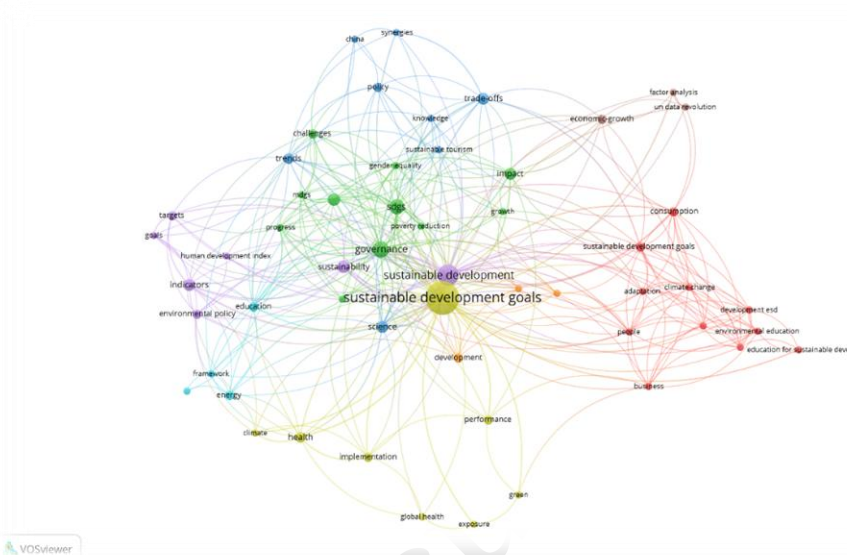 synergies
china
policy
trade-offs
factor analysis
un data revolution
economic growth
knowledge
challenges
sustainable tourism
trends
gender equality
impact
mdgs
sdgs
growth
consumption
targets
poverty reduction
progress
goals
governance
sustainable development goals
human development index
sustainability
sustainable development
indicators
adaptation
climate change
sustainable development goals
education
development esd
environmental policy
science
people
environmental education
education for sustainable deve
development
framework
business
energy
performance
climate
health
implementation
green
global health
exposure
VOSviewer